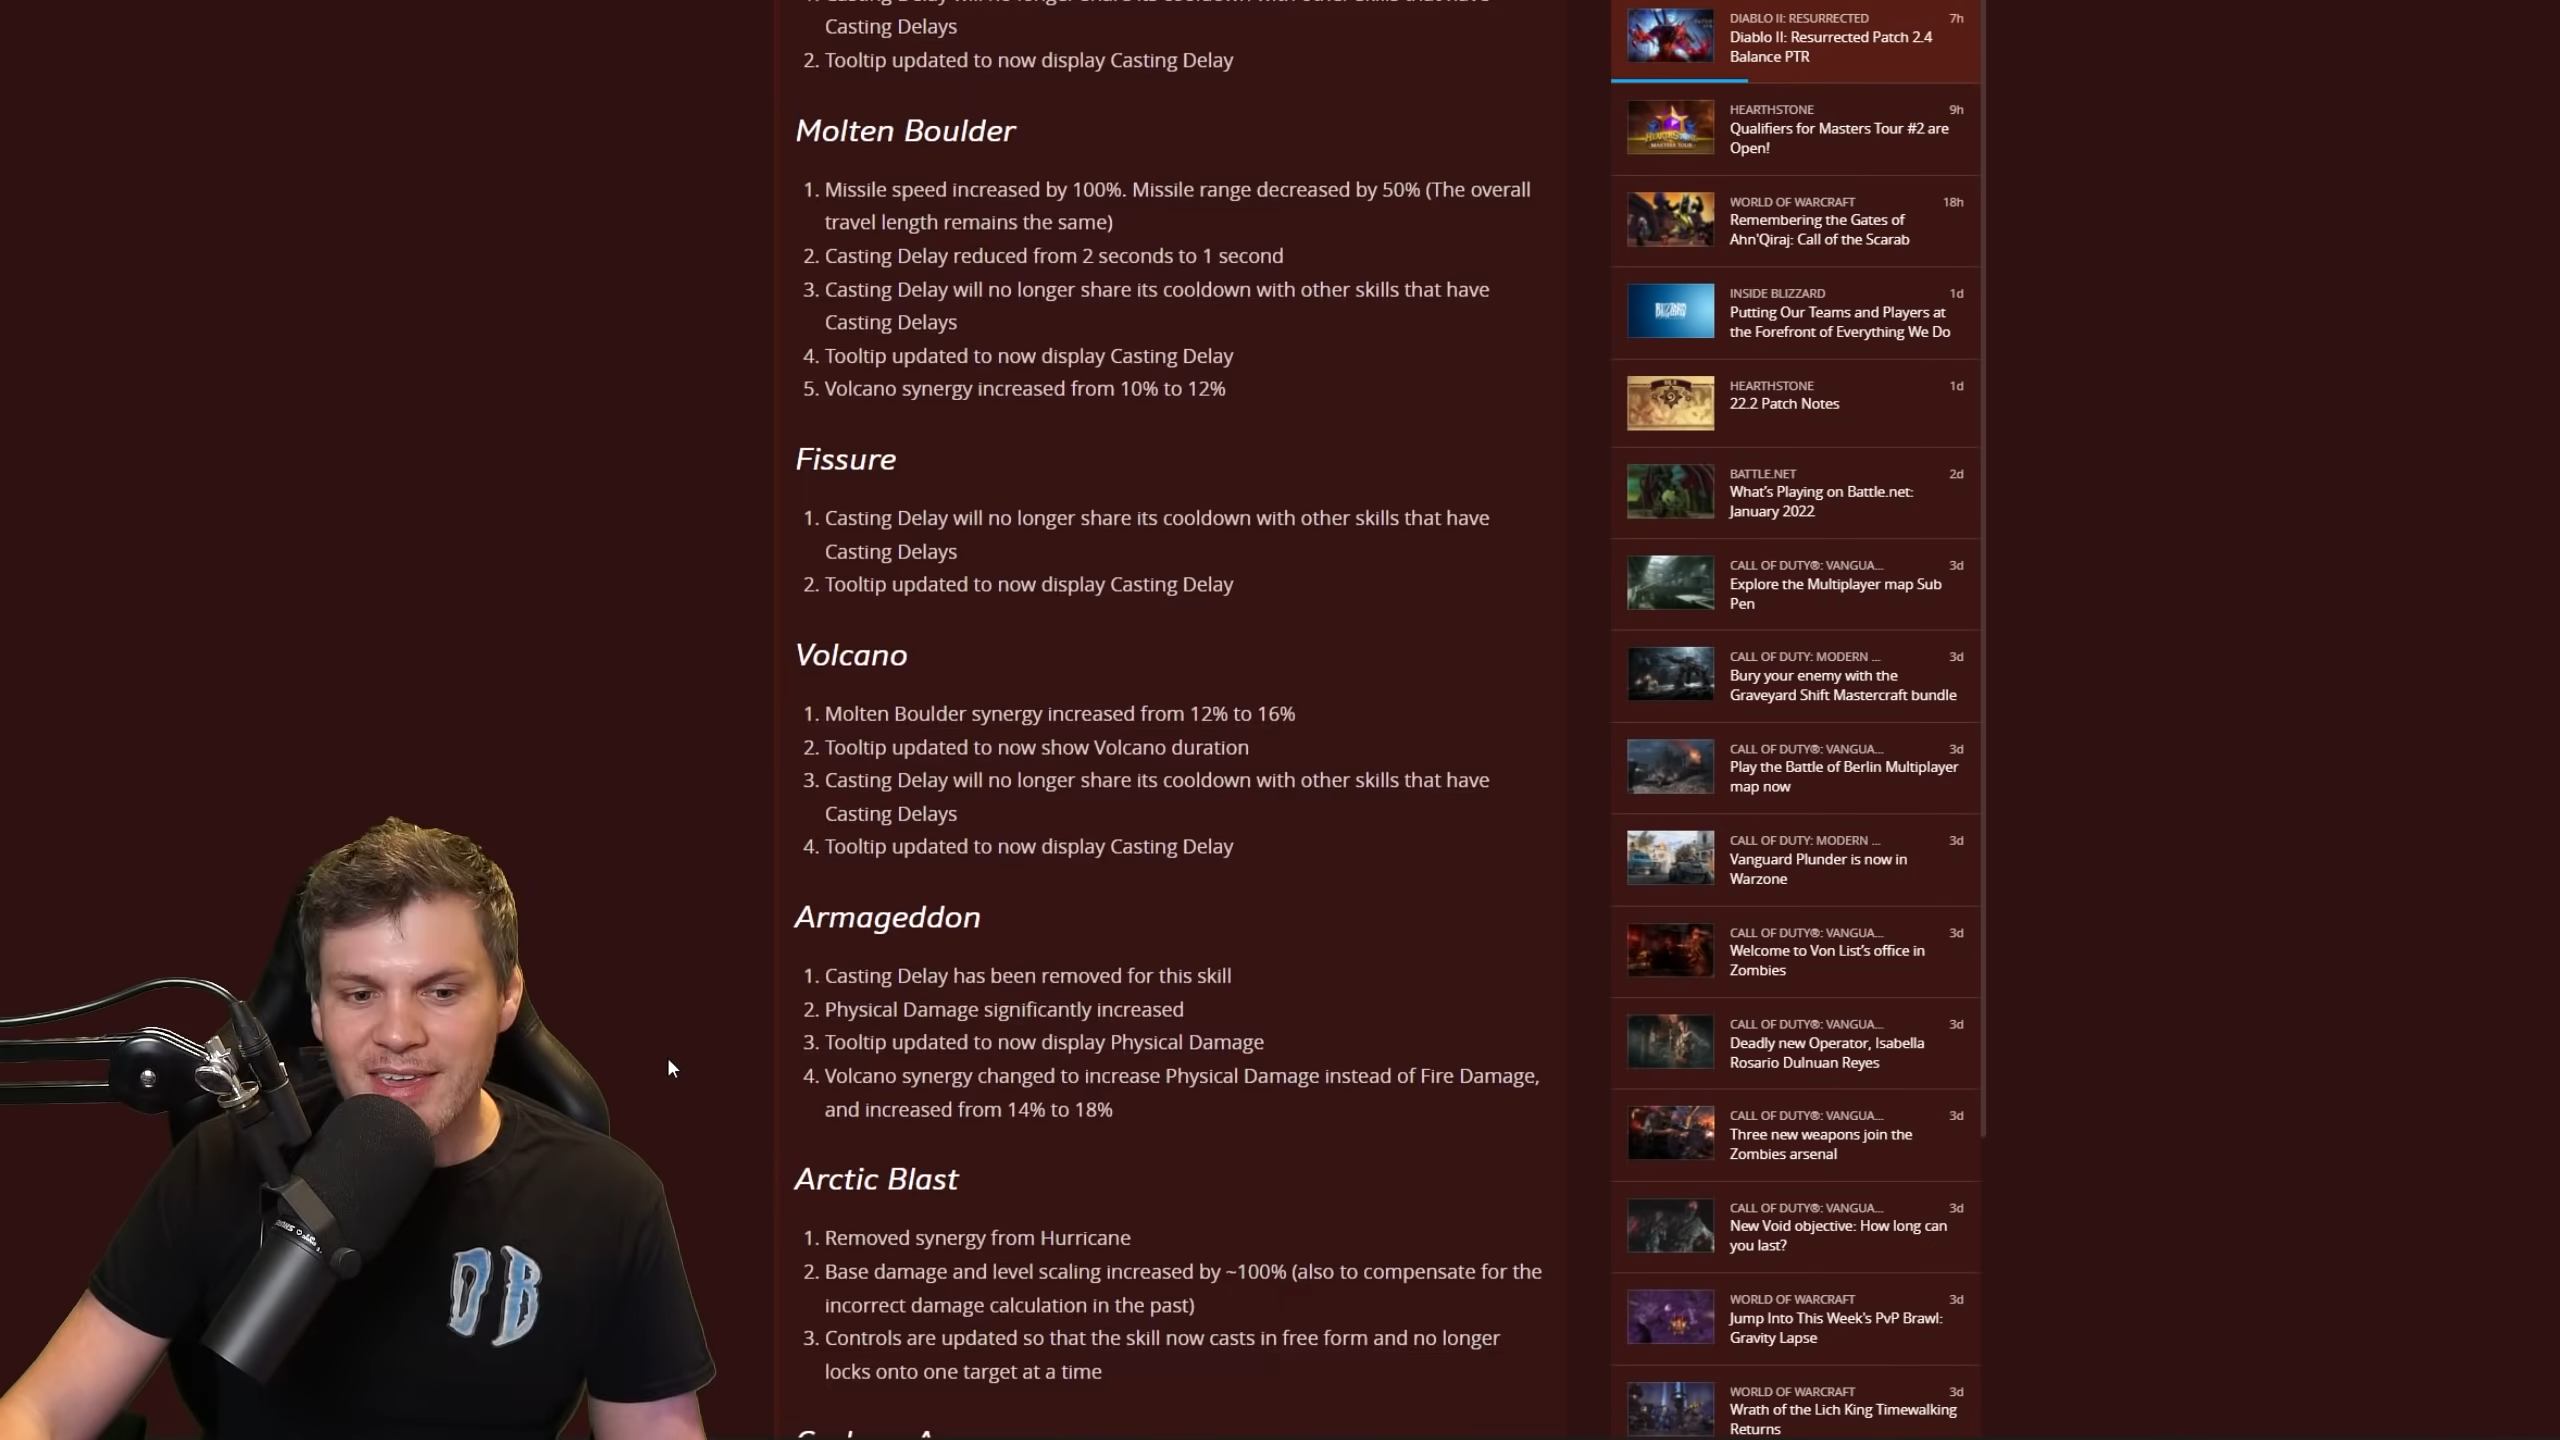 Casting Delays
2. Tooltip updated to now display Casting Delay
Molten Boulder
1. Missile speed increased by 100%. Missile range decreased by 50% (The overall
travel length remains the same)
2. Casting Delay reduced from 2 seconds to 1 second
3. Casting Delay will no longer share its cooldown with other skills that have
Casting Delays
4. Tooltip updated to now display Casting Delay
5. Volcano synergy increased from 10% to 12%
Fissure
1. Casting Delay will no longer share its cooldown with other skills that have
Casting Delays
2. Tooltip updated to now display Casting Delay
Volcano
1. Molten Boulder synergy increased from 12% to 16%
2. Tooltip updated to now show Volcano duration
3. Casting Delay will no longer share its cooldown with other skills that have
Casting Delays
4. Tooltip updated to now display Casting Delay
Armageddon
1. Casting Delay has been removed for this skill
2. Physical Damage significantly increased
3. Tooltip updated to now display Physical Damage
4. Volcano synergy changed to increase Physical Damage instead of Fire Damage,
and increased from 14% to 18%
Arctic Blast
1. Removed synergy from Hurricane
2. Base damage and level scaling increased by ~100% (also to compensate for the
incorrect damage calculation in the past)
3. Controls are updated so that the skill now casts in free form and no longer
locks onto one target at a time
DIABLO II: RESURRECTED 7h
Diablo II: Resurrected Patch 2.4
Balance PTR
HEARTHSTONE 9h
Qualifiers for Masters Tour #2 are
Open!
WORLD OF WARCRAFT 18h
Remembering the Gates of
Ahn'Qiraj: Call of the Scarab
INSIDE BLIZZARD 1d
Putting Our Teams and Players at
the Forefront of Everything We Do
HEARTHSTONE 1d
22.2 Patch Notes
BATTLE.NET 2d
What's Playing on Battle.net:
January 2022
CALL OF DUTY®: VANGUA... 3d
Explore the Multiplayer map Sub
Pen
CALL OF DUTY: MODERN ... 3d
Bury your enemy with the
Graveyard Shift Mastercraft bundle
CALL OF DUTY®: VANGUA... 3d
Play the Battle of Berlin Multiplayer
map now
CALL OF DUTY: MODERN ... 3d
Vanguard Plunder is now in
Warzone
CALL OF DUTY®: VANGUA... 3d
Welcome to Von List's office in
Zombies
CALL OF DUTY®: VANGUA... 3d
Deadly new Operator, Isabella
Rosario Dulnuan Reyes
CALL OF DUTY®: VANGUA... 3d
Three new weapons join the
Zombies arsenal
CALL OF DUTY®: VANGUA... 3d
New Void objective: How long can
you last?
WORLD OF WARCRAFT 3d
Jump Into This Week's PvP Brawl:
Gravity Lapse
WORLD OF WARCRAFT 3d
Wrath of the Lich King Timewalking
Returns
DB